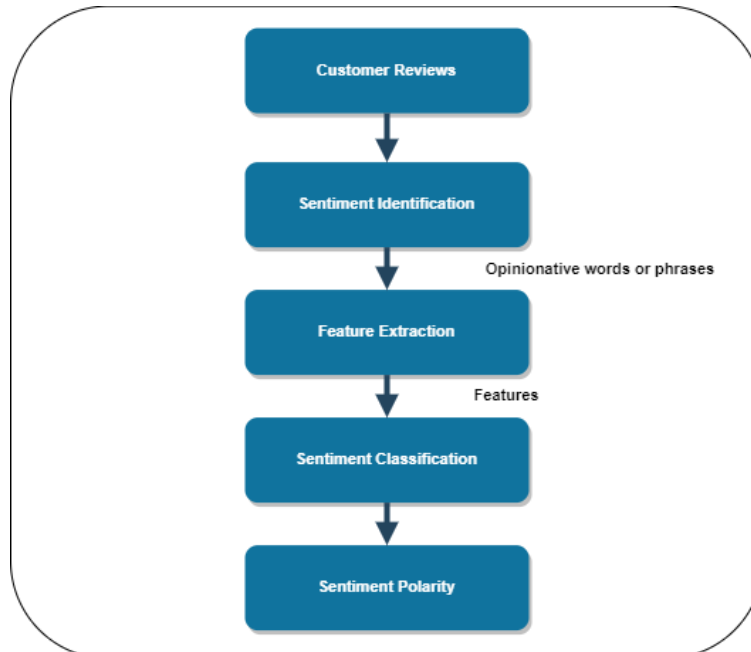 Customer Reviews
Sentiment Identification
Opinionative words or phrases
Feature Extraction
Features
Sentiment Classification
Sentiment Polarity